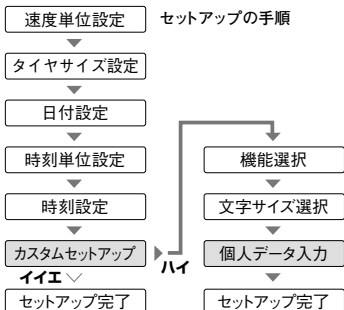 セットアップの手順
速度単位設定
タイヤサイズ設定
日付設定
時刻単位設定
時刻設定
カスタムセットアップ
イイエ
セットアップ完了
ハイ
機能選択
文字サイズ選択
個人データ入力
セットアップ完了